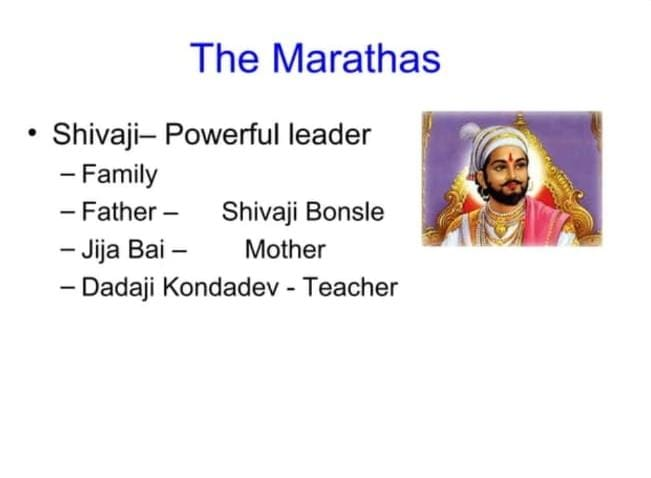 The Marathas
• Shivaji– Powerful leader
– Family
– Father – Shivaji Bonsle
– Jija Bai – Mother
– Dadaji Kondadev - Teacher